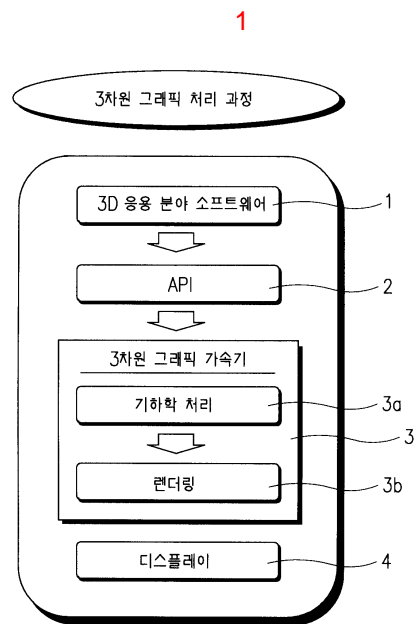 1
3차원 그래픽 처리 과정
3D 응용 분야 소프트웨어
1
API
2
3차원 그래픽 가속기
기하학 처리
3a
3
렌더링
3b
디스플레이
4